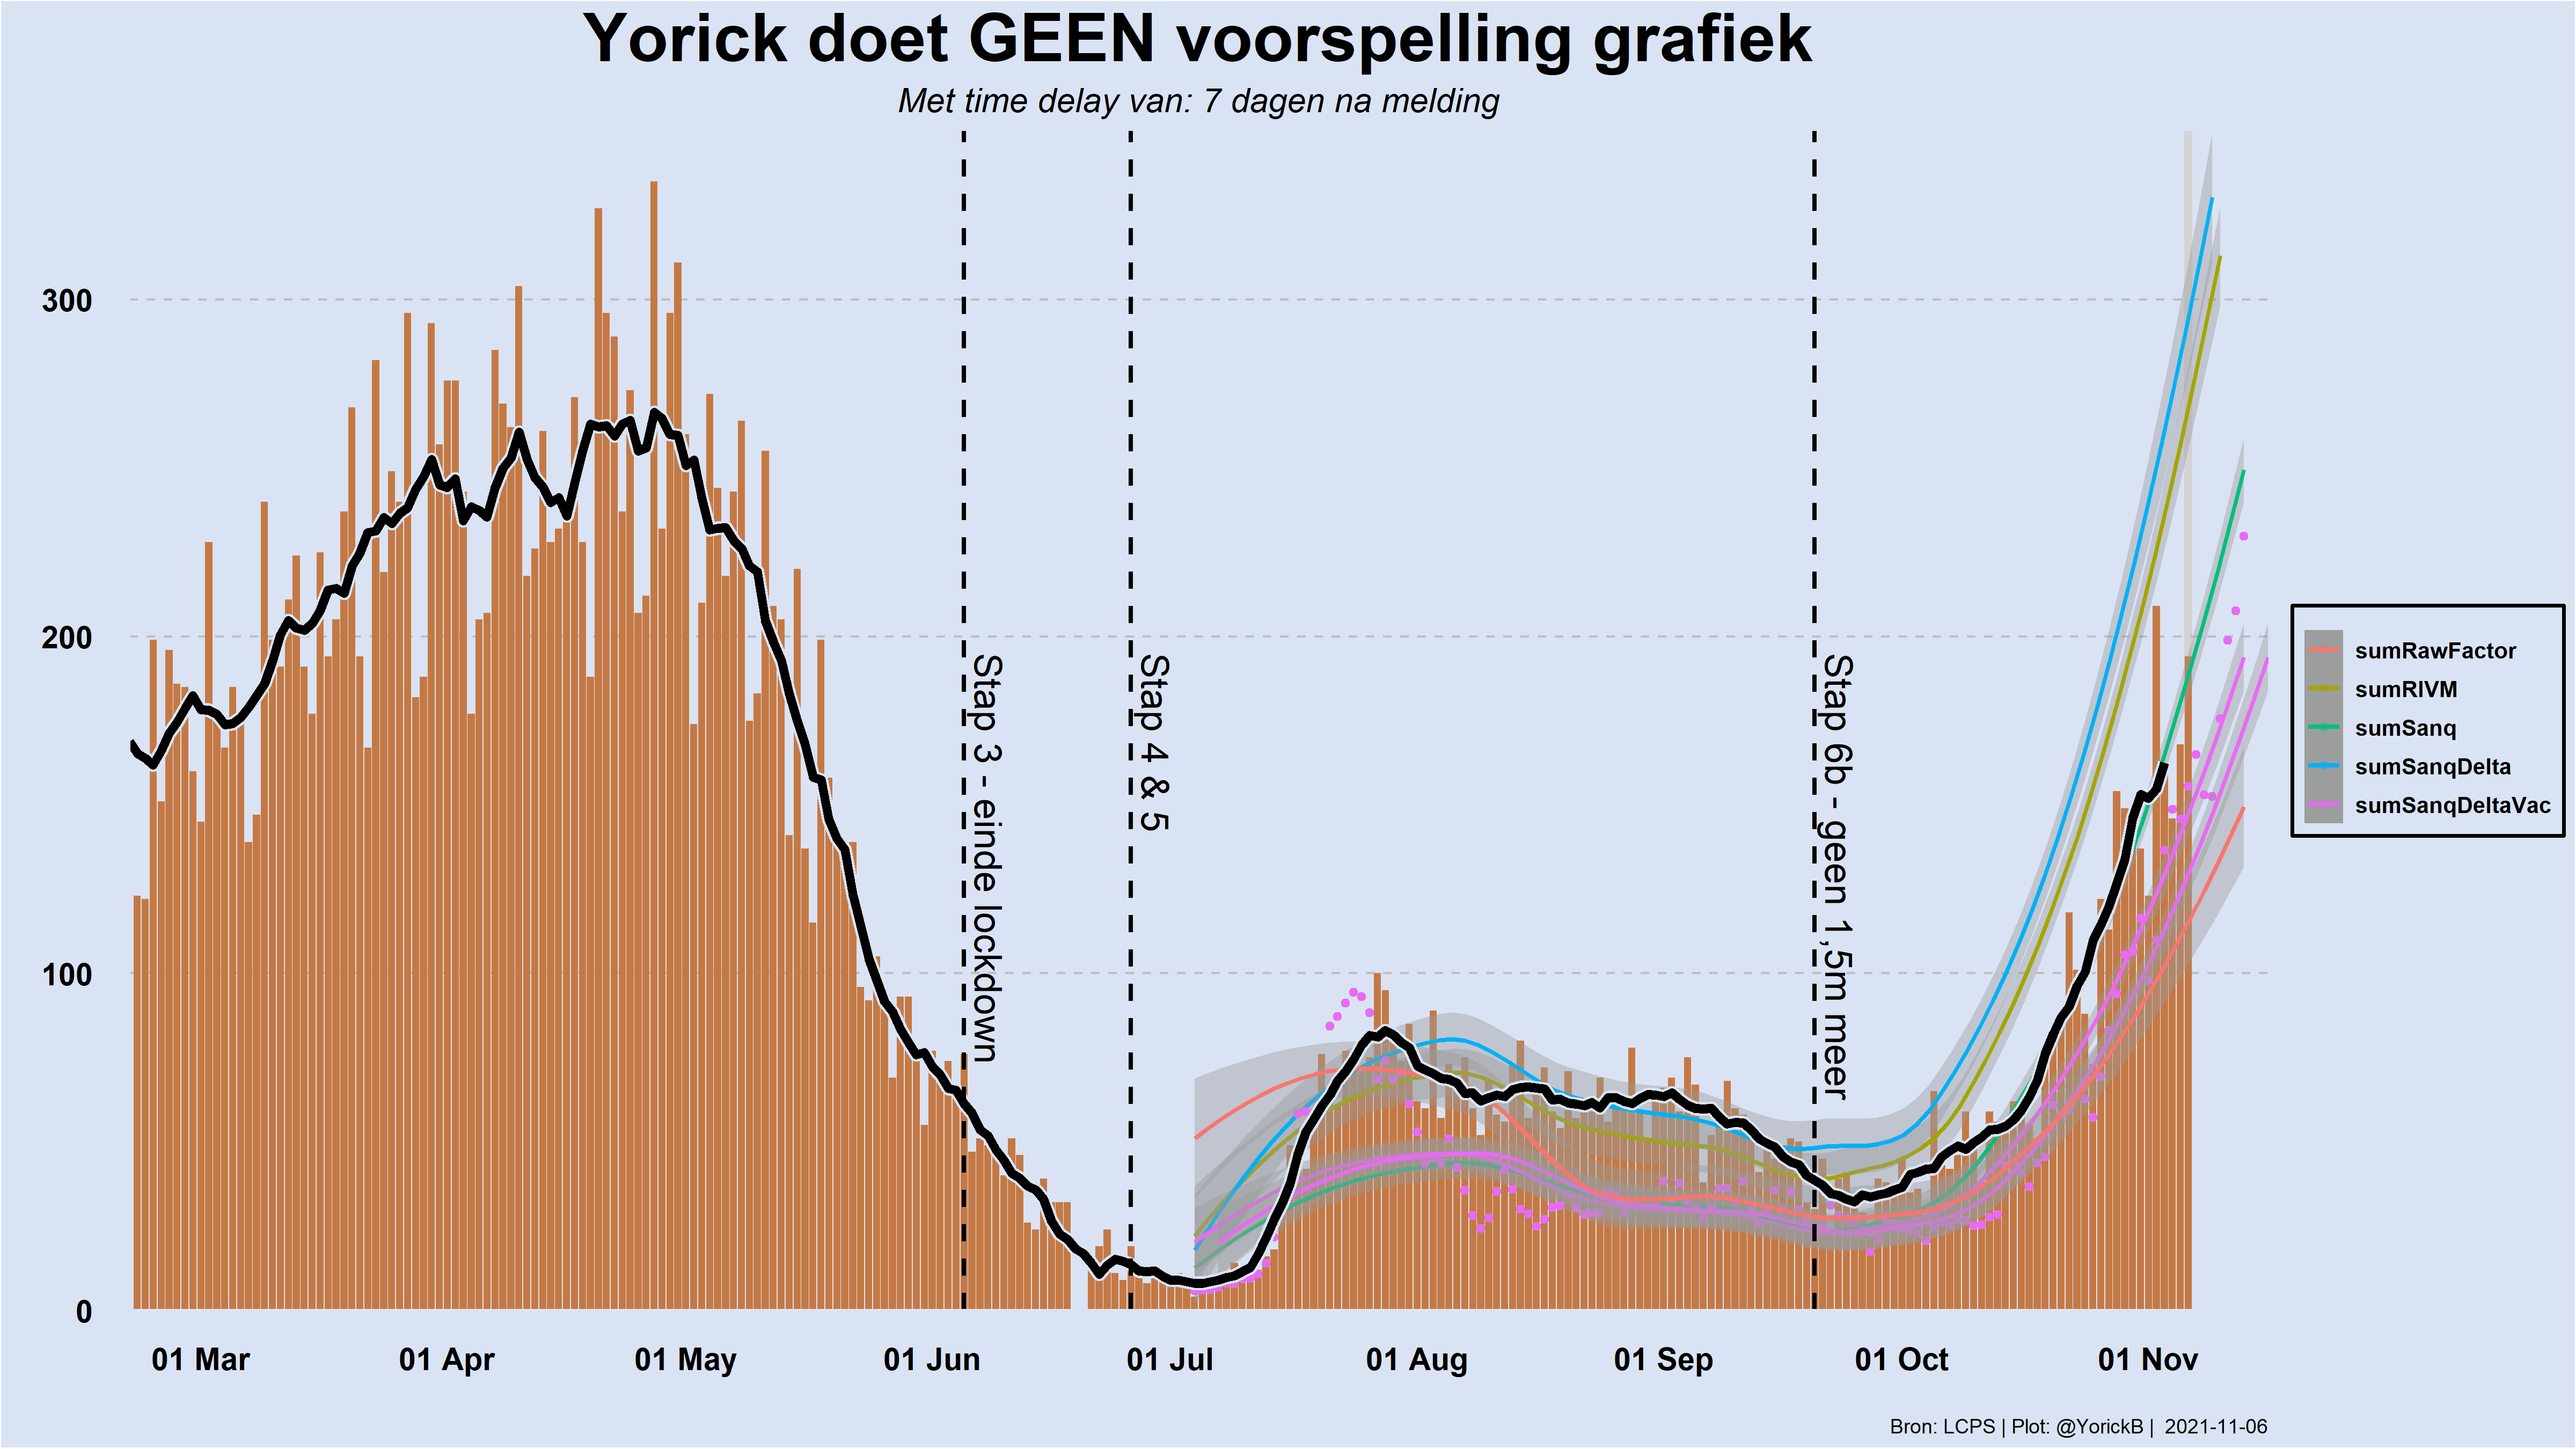 Yorick doet GEEN voorspelling grafiek
Met time delay van: 7 dagen na melding
300
200
100
0
Stap 3 - einde lockdown
Stap 4 & 5
Stap 6b - geen 1,5m meer
sumRawFactor
sumRIVM
sumSanq
sumSanqDelta
sumSanqDeltaVac
01 Mar
01 Apr
01 May
01 Jun
01 Jul
01 Aug
01 Sep
01 Oct
01 Nov
Bron: LCPS | Plot: @YorickB | 2021-11-06